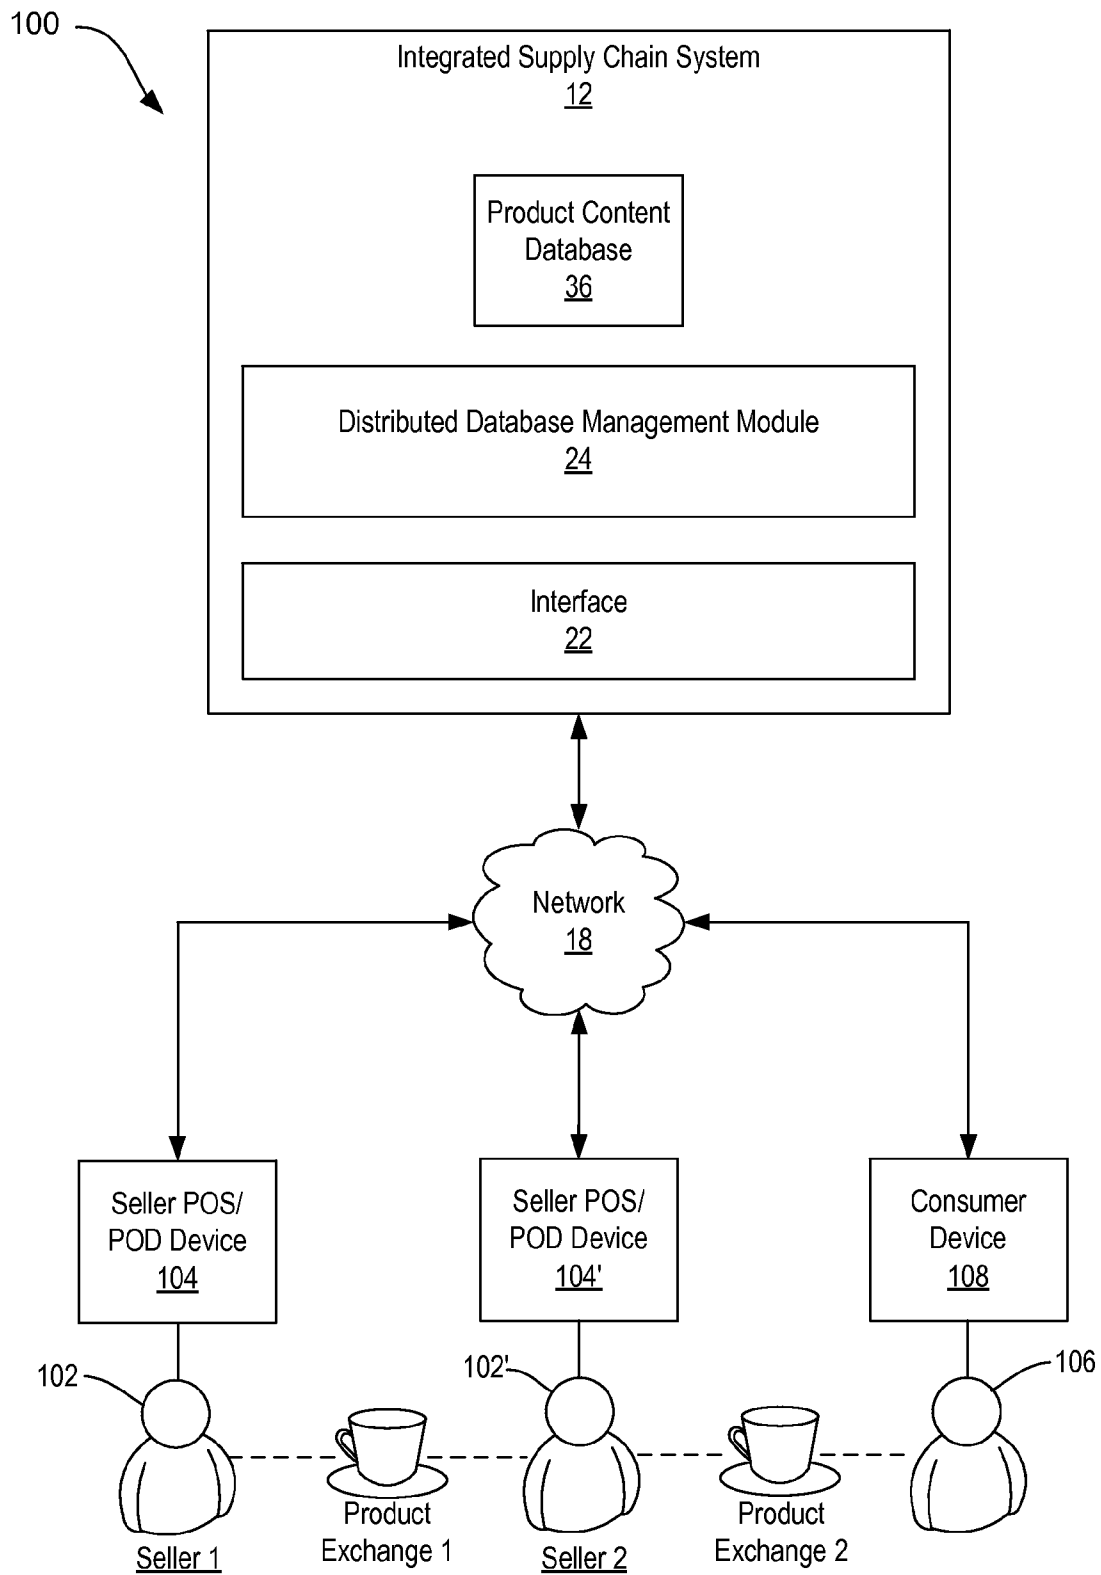 100
Integrated Supply Chain System
12
Product Content
Database
36
Distributed Database Management Module
24
Interface
22
Network
18
Seller POS/
POD Device
104
Seller POS/
POD Device
104'
Consumer
Device
108
102
102'
106
Product
Exchange 1
Product
Exchange 2
Seller 1
Seller 2